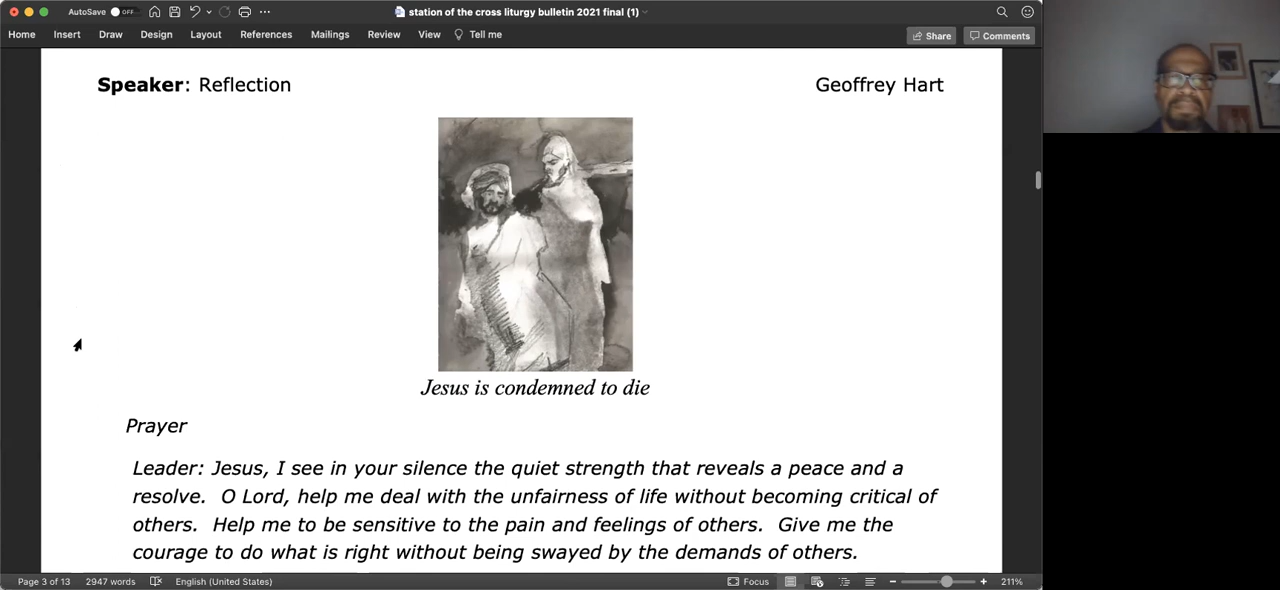 AutoSave OFF station of the cross liturgy bulletin 2021 final (1)
Home Insert Draw Design Layout References Mailings Review View Tell me Share Comments
Speaker: Reflection Geoffrey Hart
Jesus is condemned to die
Prayer
Leader: Jesus, I see in your silence the quiet strength that reveals a peace and a
resolve. O Lord, help me deal with the unfairness of life without becoming critical of
others. Help me to be sensitive to the pain and feelings of others. Give me the
courage to do what is right without being swayed by the demands of others.
Page 3 of 13 2947 words English (United States) Focus 211%